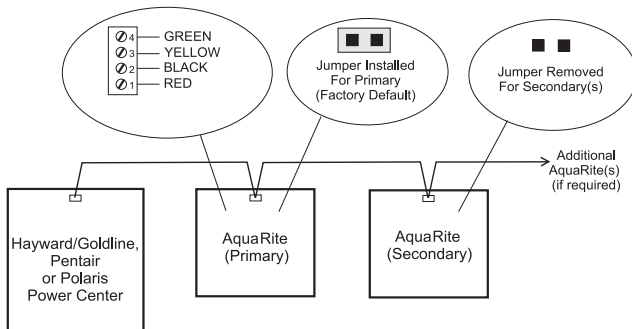 4 GREEN
3 YELLOW
2 BLACK
1 RED
Jumper Installed
For Primary
(Factory Default)
Jumper Removed
For Secondary(s)
Additional
AquaRite(s)
(if required)
Hayward/Goldline,
Pentair
or Polaris
Power Center
AquaRite
(Primary)
AquaRite
(Secondary)